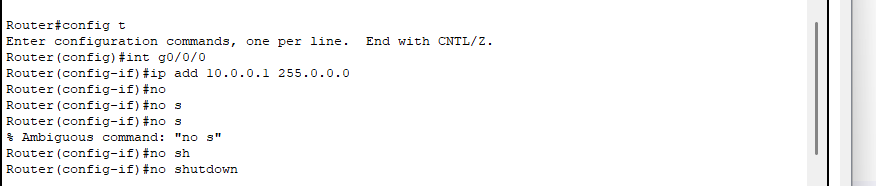 Router#config t
Enter configuration commands, one per line.  End with CNTL/Z.
Router(config)#int g0/0/0
Router(config-if)#ip add 10.0.0.1 255.0.0.0
Router(config-if)#no
Router(config-if)#no s
Router(config-if)#no s
% Ambiguous command: "no s"
Router(config-if)#no sh
Router(config-if)#no shutdown